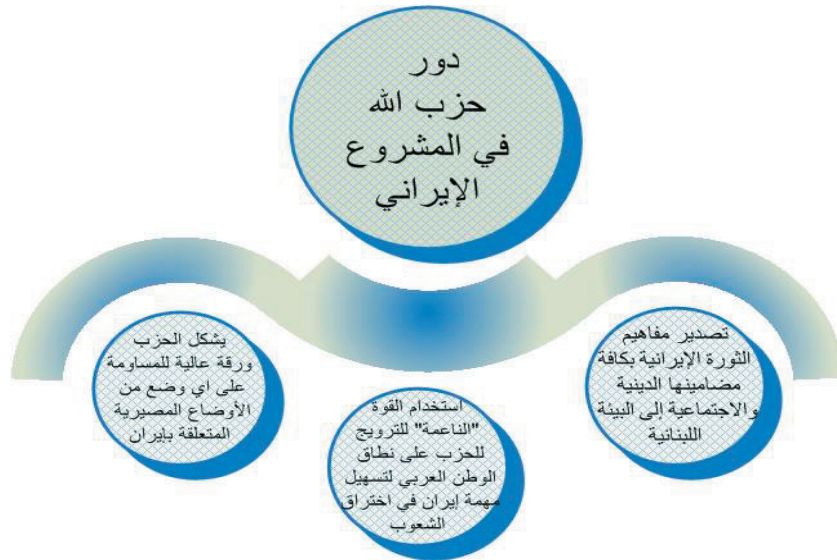 دور
حزب الله
في المشروع
الإيراني
تصدير مفاهيم
الثورة الإيرانية بكافة
مضامينها الدينية
والاجتماعية إلى البيئة
اللبنانية
استخدام القوة
"الناعمة" للترويج
للحزب على نطاق
الوطن العربي لتسهيل
مهمة إيران في اختراق
الشعوب
يشكل الحزب
ورقة عالية للمساومة
على اي وضع من
الأوضاع المصيرية
المتعلقة بإيران